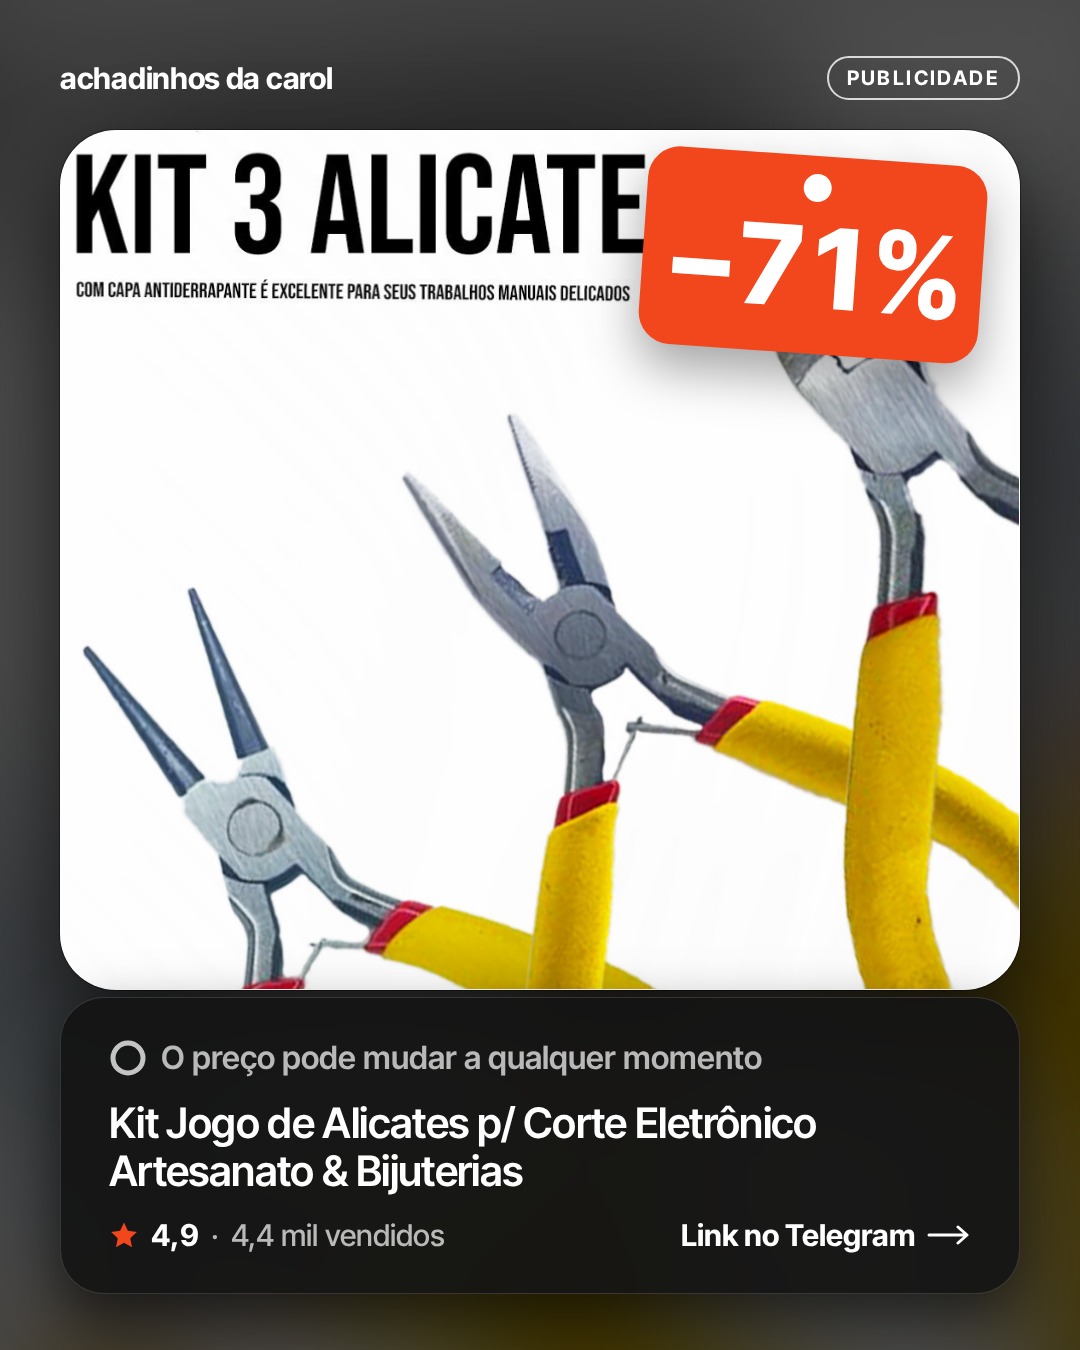 achadinhos da carol
PUBLICIDADE
KIT 3 ALICATE
–71%
COM CAPA ANTIDERRAPANTE É EXCELENTE PARA SEUS TRABALHOS MANUAIS DELICADOS
O preço pode mudar a qualquer momento
Kit Jogo de Alicates p/ Corte Eletrônico
Artesanato & Bijuterias
4,9 · 4,4 mil vendidos
Link no Telegram →